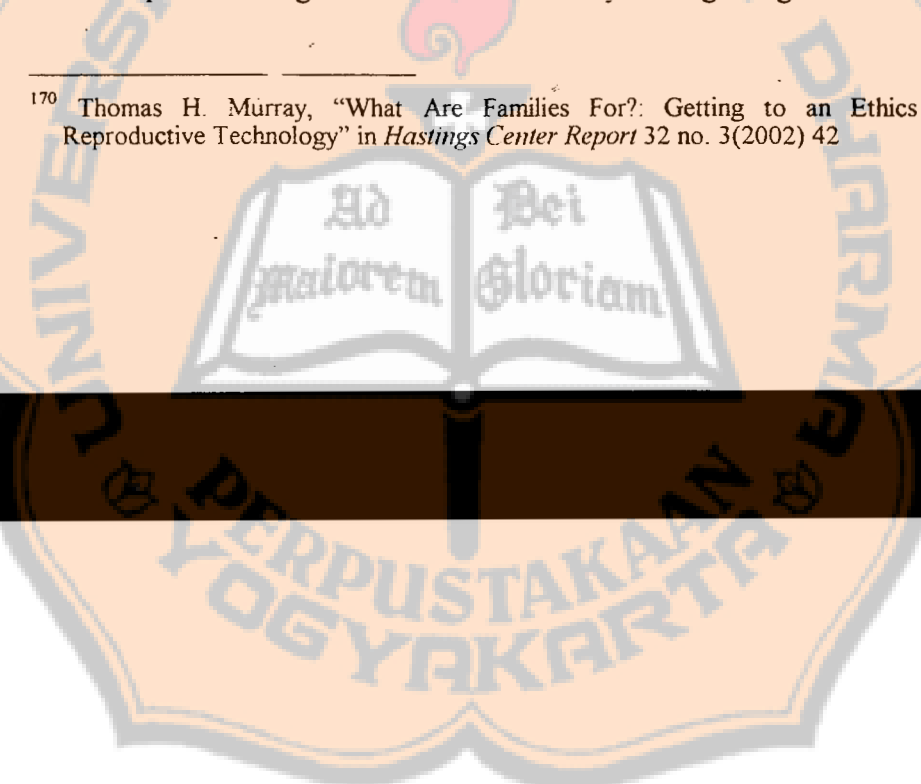 170 Thomas H. Murray, “What Are Families For?: Getting to an Ethics
Reproductive Technology” in Hastings Center Report 32 no. 3(2002) 42
Ad Dei
Maiorem Gloriam
PERPUSTAKAAN
YOGYAKARTA